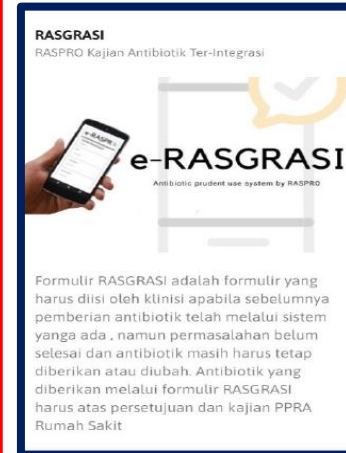 RASGRASI
RASPRO Kajian Antibiotik Ter-Integrasi
e-RASPR
e-RASGRASI
Antibiotic prudent use system by RASPRO
Formulir RASGRASI adalah formulir yang
harus diisi oleh klinisi apabila sebelumnya
pemberian antibiotik telah melalui sistem
yanga ada , namun permasalahan belum
selesai dan antibiotik masih harus tetap
diberikan atau diubah. Antibiotik yang
diberikan melalui formulir RASGRASI
harus atas persetujuan dan kajian PPRA
Rumah Sakit